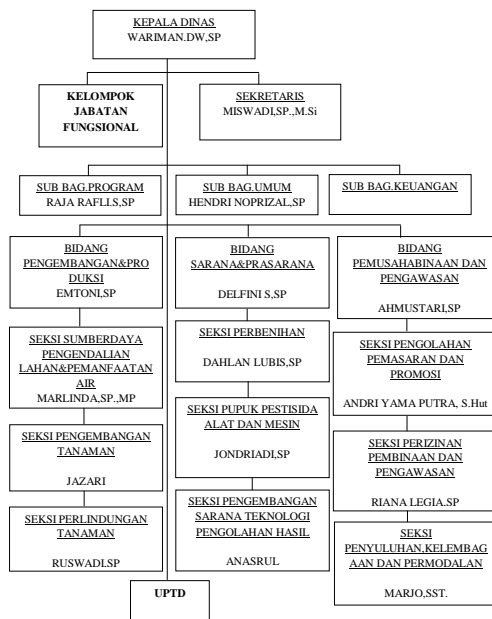 KEPALA DINAS
WARIMAN.DW,SP
KELOMPOK
JABATAN
FUNGSIONAL
SEKRETARIS
MISWADI,SP.,M.Si
SUB BAG.PROGRAM
RAJA RAFLI.S,SP
SUB BAG.UMUM
HENDRI NOPRIZAL,SP
SUB BAG.KEUANGAN
BIDANG
PENGEMBANGAN&PRO
DUKSI
EMTONI,SP
BIDANG
SARANA&PRASARANA
DELFINI S,SP
BIDANG
PEMUSAHABINAAN DAN
PENGAWASAN
AHMUSTARI,SP
SEKSI SUMBERDAYA
PENGENDALIAN
LAHAN&PEMANFAATAN
AIR
MARLINDA,SP.,MP
SEKSI PERBENIHAN
DAHLAN LUBIS,SP
SEKSI PENGOLAHAN
PEMASARAN DAN
PROMOSI
ANDRI YAMA PUTRA, S.Hut
SEKSI PENGEMBANGAN
TANAMAN
JAZARI
SEKSI PUPUK PESTISIDA
ALAT DAN MESIN
JONDRIADI,SP
SEKSI PERIZINAN
PEMBINAAN DAN
PENGAWASAN
RIANA LEGIA.SP
SEKSI PERLINDUNGAN
TANAMAN
RUSWADI.SP
SEKSI PENGEMBANGAN
SARANA TEKNOLOGI
PENGOLAHAN HASIL
ANASRUL
SEKSI
PENYULUHAN,KELEMBAG
AAN DAN PERMODALAN
MARJO,SST.
UPTD